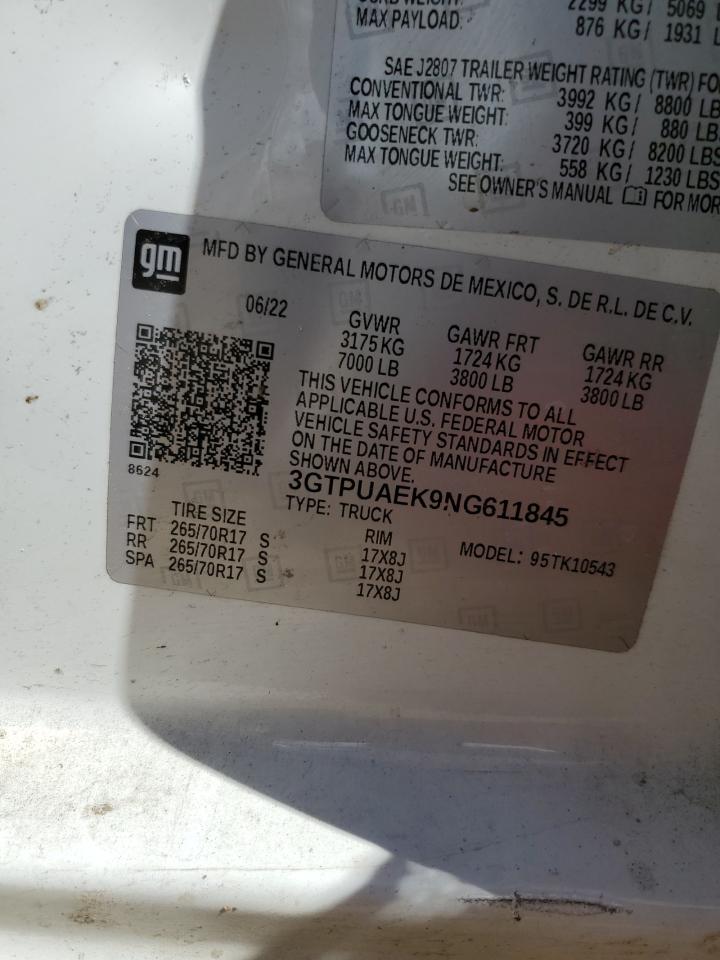 2299 KG/ 5069
MAX PAYLOAD: 876 KG/ 1931
SAE J2807 TRAILER WEIGHT RATING (TWR)
CONVENTIONAL TWR: 3992 KG/ 8800 LB
MAX TONGUE WEIGHT: 399 KG/ 880 LB
GOOSENECK TWR: 3720 KG/ 8200 LBS
MAX TONGUE WEIGHT: 558 KG/ 1230 LBS
SEE OWNER'S MANUAL FOR MOR
gm
MFD BY GENERAL MOTORS DE MEXICO, S. DE R.L. DE C.V.
06/22
GVWR GAWR FRT GAWR RR
3175 KG 1724 KG 1724 KG
7000 LB 3800 LB 3800 LB
THIS VEHICLE CONFORMS TO ALL
APPLICABLE U.S. FEDERAL MOTOR
VEHICLE SAFETY STANDARDS IN EFFECT
ON THE DATE OF MANUFACTURE
SHOWN ABOVE.
8624
3GTPUAEK9NG611845
TYPE: TRUCK
MODEL: 95TK10543
TIRE SIZE RIM
FRT 265/70R17 S 17X8J
RR 265/70R17 S 17X8J
SPA 265/70R17 S 17X8J